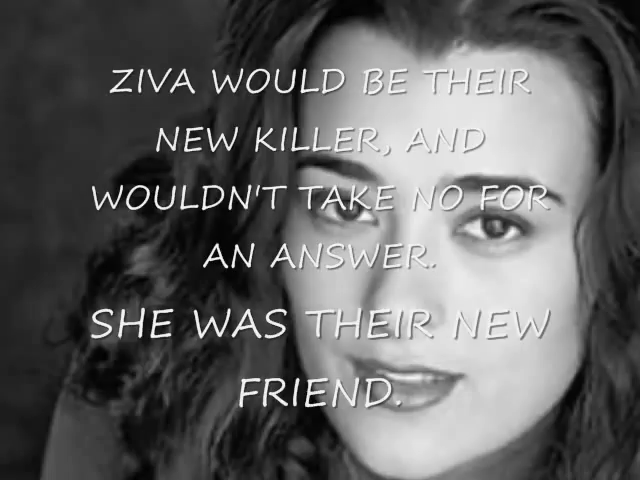 ZIVA WOULD BE THEIR
NEW KILLER, AND
WOULDN'T TAKE NO FOR
AN ANSWER.
SHE WAS THEIR NEW
FRIEND.